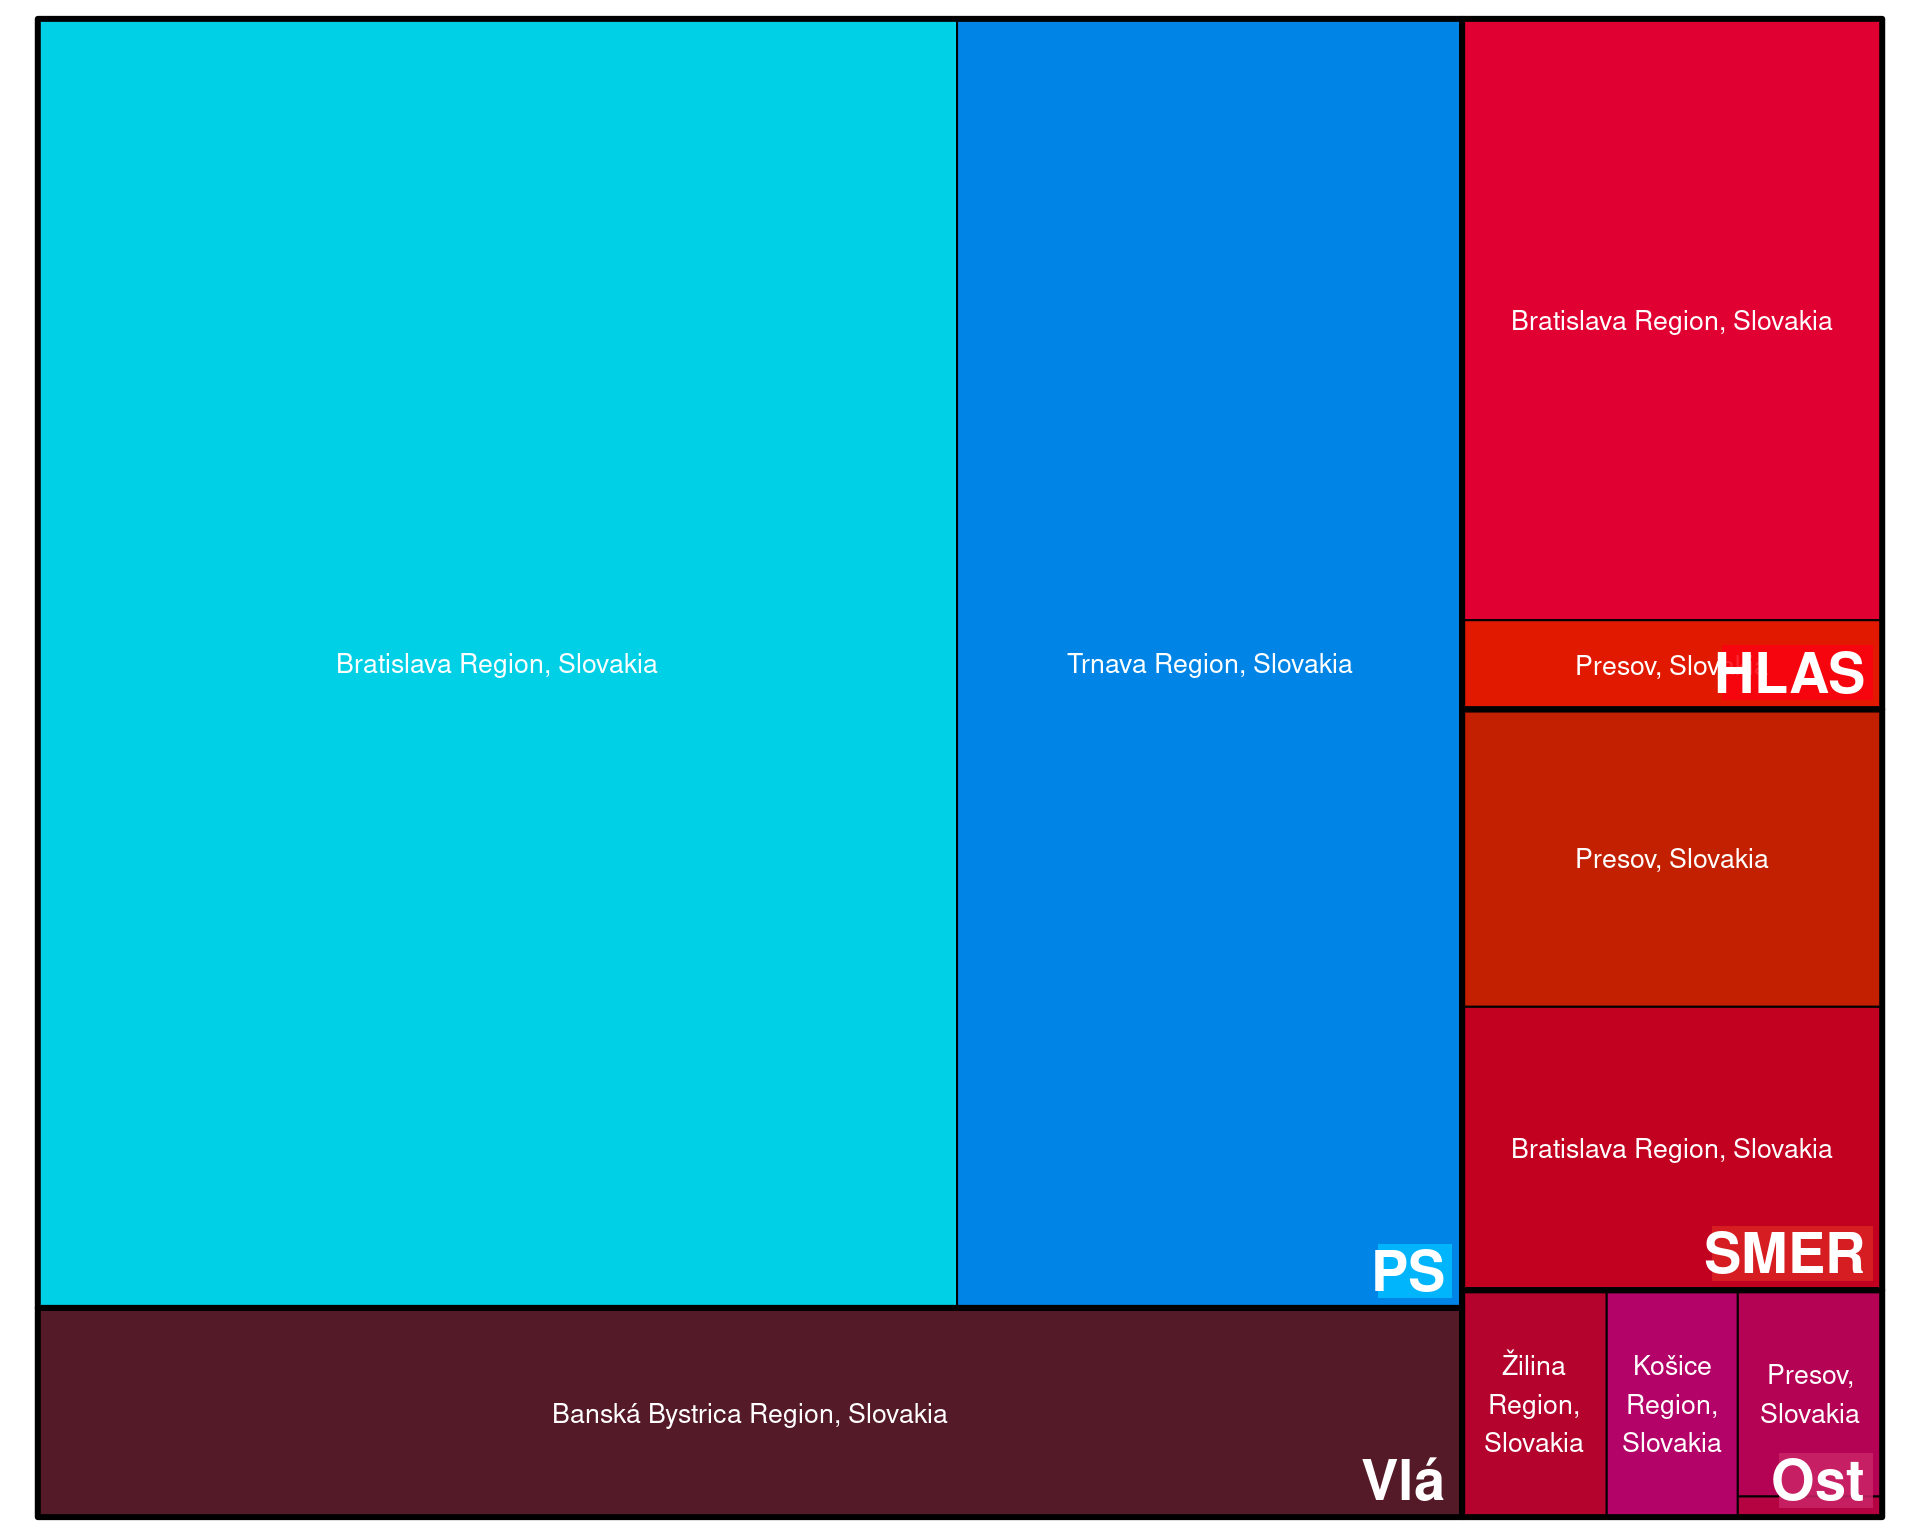 Bratislava Region, Slovakia
Trnava Region, Slovakia
PS
Banská Bystrica Region, Slovakia
Vlá
Bratislava Region, Slovakia
Presov, Slov
HLAS
Presov, Slovakia
Bratislava Region, Slovakia
SMER
Žilina
Region,
Slovakia
Košice
Region,
Slovakia
Presov,
Slovakia
Ost